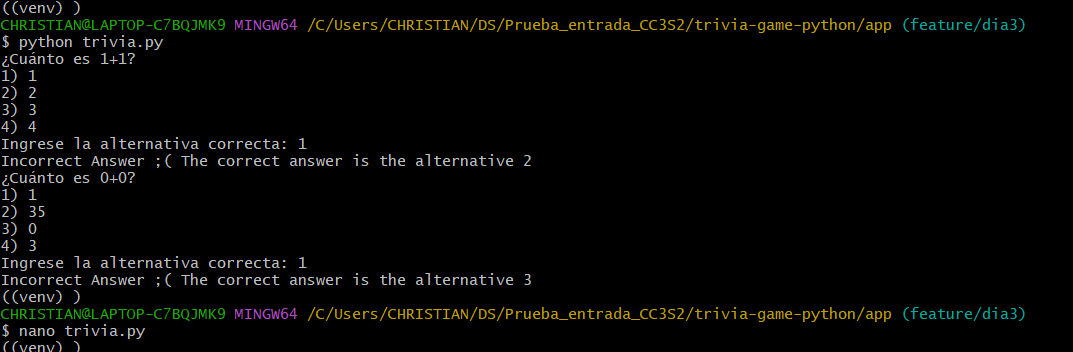 ((venv) )
CHRISTIAN@LAPTOP-C7BQJMK9 MINGW64 /C/Users/CHRISTIAN/DS/Prueba_entrada_CC3S2/trivia-game-python/app (feature/dia3)
$ python trivia.py
¿Cuánto es 1+1?
1) 1
2) 2
3) 3
4) 4
Ingrese la alternativa correcta: 1
Incorrect Answer ;( The correct answer is the alternative 2
¿Cuánto es 0+0?
1) 1
2) 35
3) 0
4) 3
Ingrese la alternativa correcta: 1
Incorrect Answer ;( The correct answer is the alternative 3
((venv) )
CHRISTIAN@LAPTOP-C7BQJMK9 MINGW64 /C/Users/CHRISTIAN/DS/Prueba_entrada_CC3S2/trivia-game-python/app (feature/dia3)
$ nano trivia.py
((venv) )